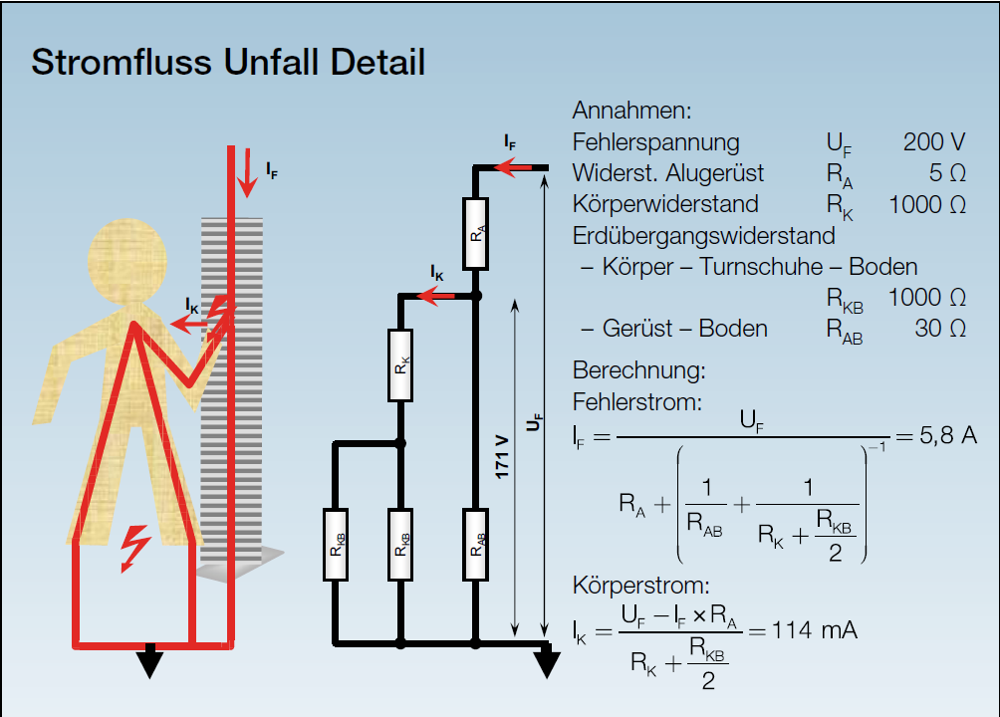 Stromfluss Unfall Detail
I_F
I_K
I_F
R_A
I_K
R_K
R_KB
R_KB
R_AB
171 V
U_F
Annahmen:
Fehlerspannung U_F 200 V
Widerst. Alugerüst R_A 5 Ω
Körperwiderstand R_K 1000 Ω
Erdübergangswiderstand
– Körper – Turnschuhe – Boden
R_KB 1000 Ω
– Gerüst – Boden R_AB 30 Ω
Berechnung:
Fehlerstrom:
I_F = U_F / (R_A + (1/R_AB + 1/(R_K + R_KB/2))^-1) = 5,8 A
Körperstrom:
I_K = (U_F – I_F × R_A) / (R_K + R_KB/2) = 114 mA